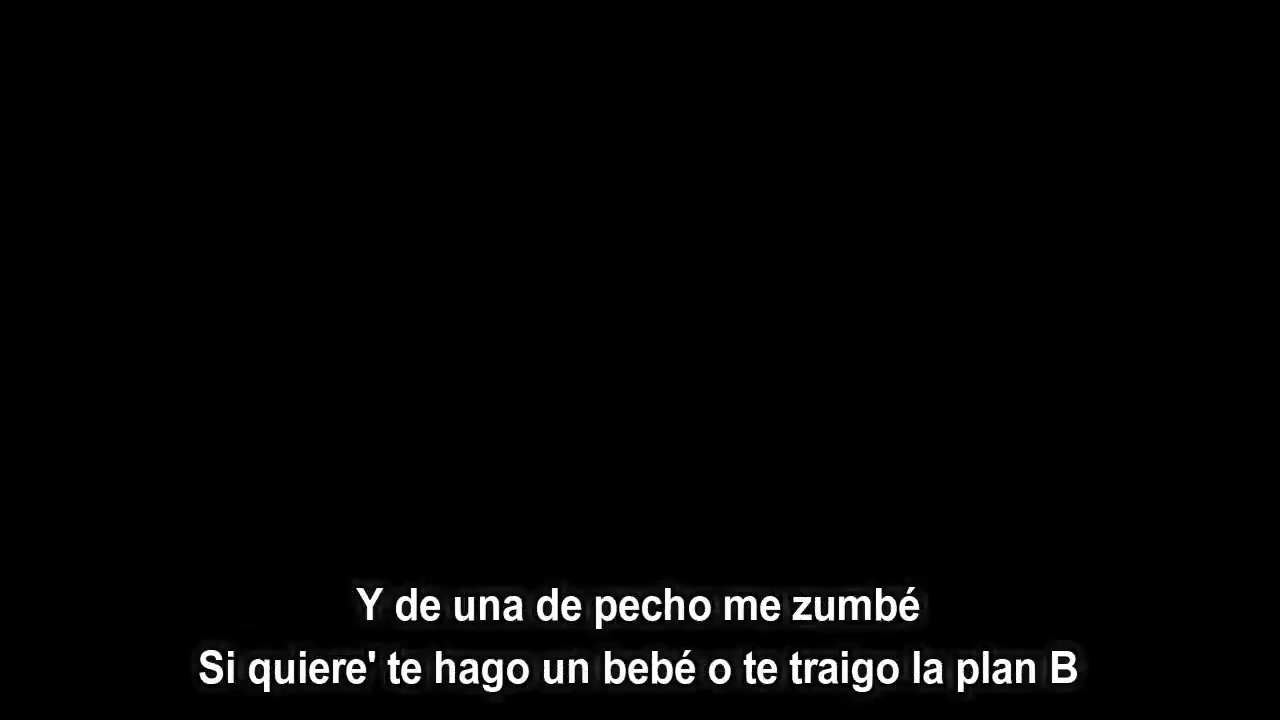 Y de una de pecho me zumbé
Si quiere' te hago un bebé o te traigo la plan B